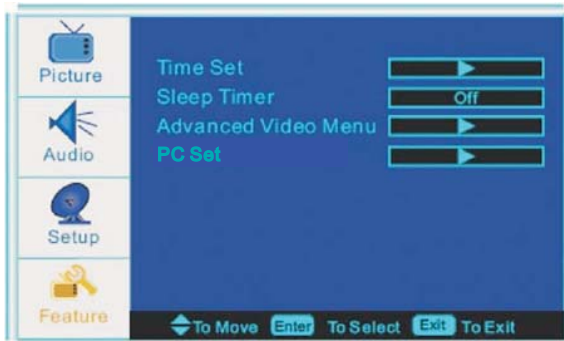 Picture
Audio
Setup
Feature
Time Set
Sleep Timer Off
Advanced Video Menu
PC Set
To Move Enter To Select Exit To Exit